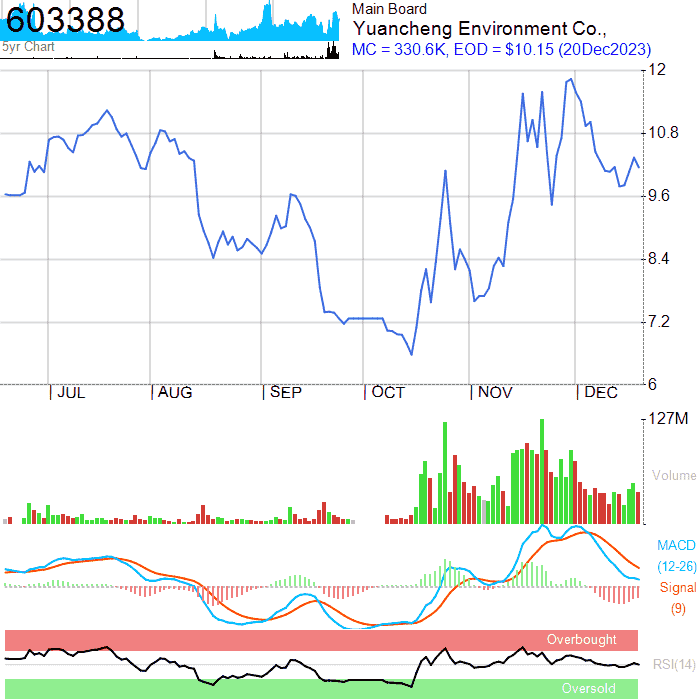 603388
5yr Chart
Main Board
Yuancheng Environment Co.,
MC = 330.6K, EOD = $10.15 (20Dec2023)
12
10.8
9.6
8.4
7.2
6
JUL AUG SEP OCT NOV DEC
127M
Volume
MACD
(12-26)
Signal
(9)
Overbought
RSI(14)
Oversold